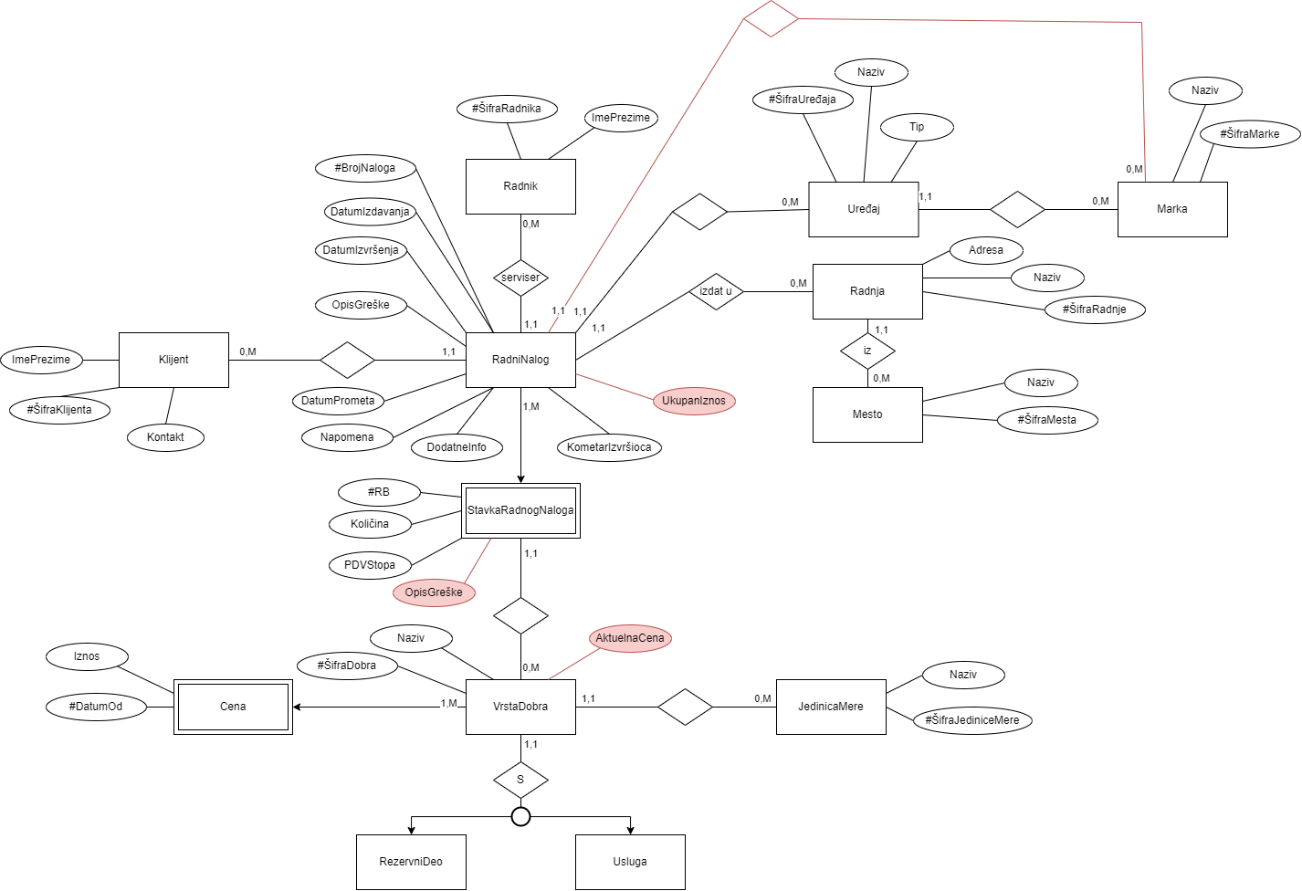 Naziv
#ŠifraUređaja
Naziv
#ŠifraRadnika
ImePrezime
Tip
#ŠifraMarke
#BrojNaloga
0,M
Radnik
DatumIzdavanja
0,M
0,M
Uređaj
1,1
0,M
Marka
0,M
DatumIzvršenja
Adresa
serviser
Naziv
izdat u
0,M
Radnja
OpisGreške
#ŠifraRadnje
1,1
1,1
1,1
1,1
1,1
ImePrezime
Klijent
0,M
1,1
RadniNalog
iz
0,M
Naziv
DatumPrometa
UkupanIznos
1,M
#ŠifraKlijenta
Mesto
#ŠifraMesta
Kontakt
Napomena
DodatneInfo
KometarIzvršioca
#RB
StavkaRadnogNaloga
Količina
1,1
PDVStopa
OpisGreške
Naziv
AktuelnaCena
Iznos
#ŠifraDobra
0,M
Naziv
#DatumOd
Cena
1,M
VrstaDobra
1,1
0,M
JedinicaMere
#ŠifraJediniceMere
1,1
S
RezervniDeo
Usluga